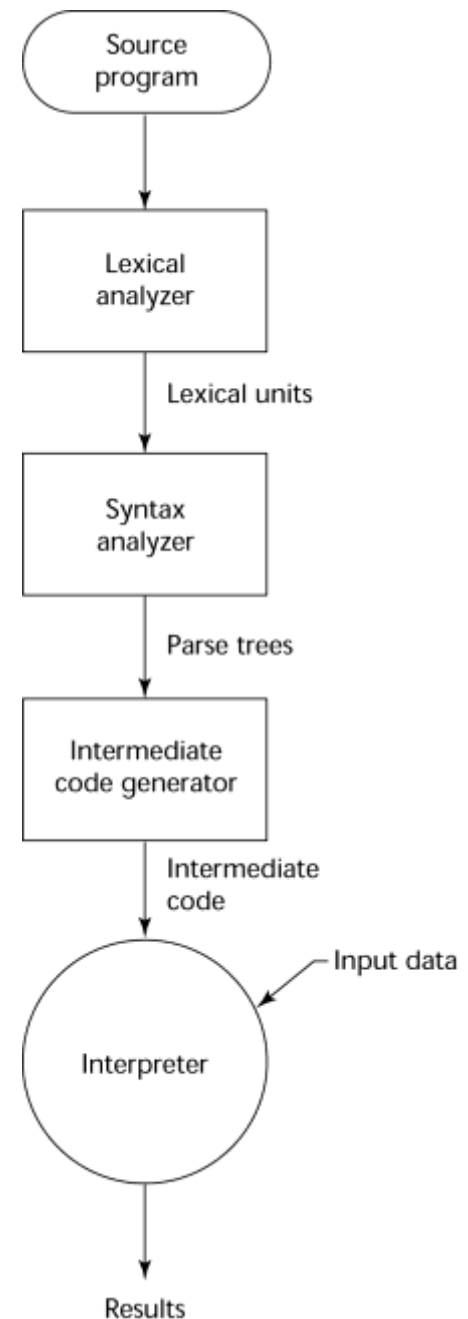 Source
program
Lexical
analyzer
Lexical units
Syntax
analyzer
Parse trees
Intermediate
code generator
Intermediate
code
Input data
Interpreter
Results